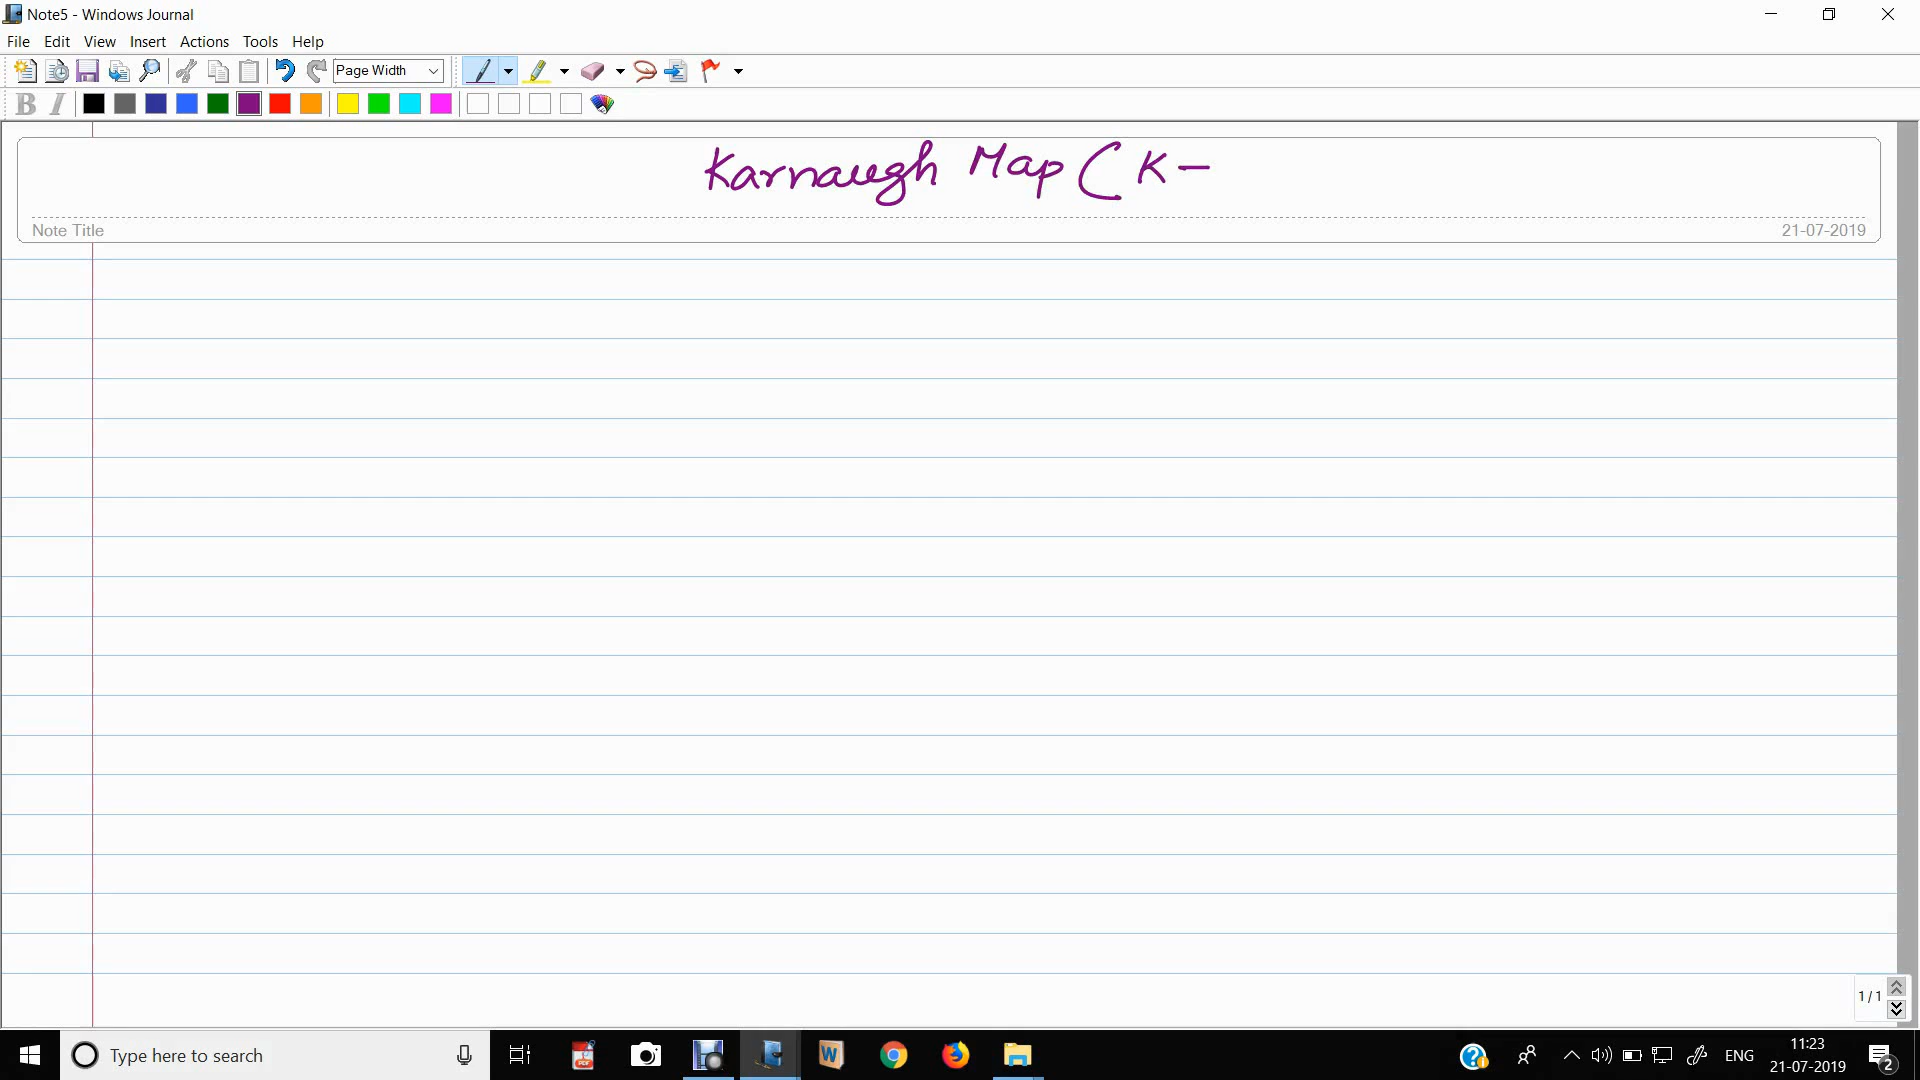 Note5 - Windows Journal
File Edit View Insert Actions Tools Help
Page Width
B I
Karnaugh Map ( K -
Note Title
21-07-2019
1 / 1
Type here to search
W
ENG
11:23
21-07-2019
2